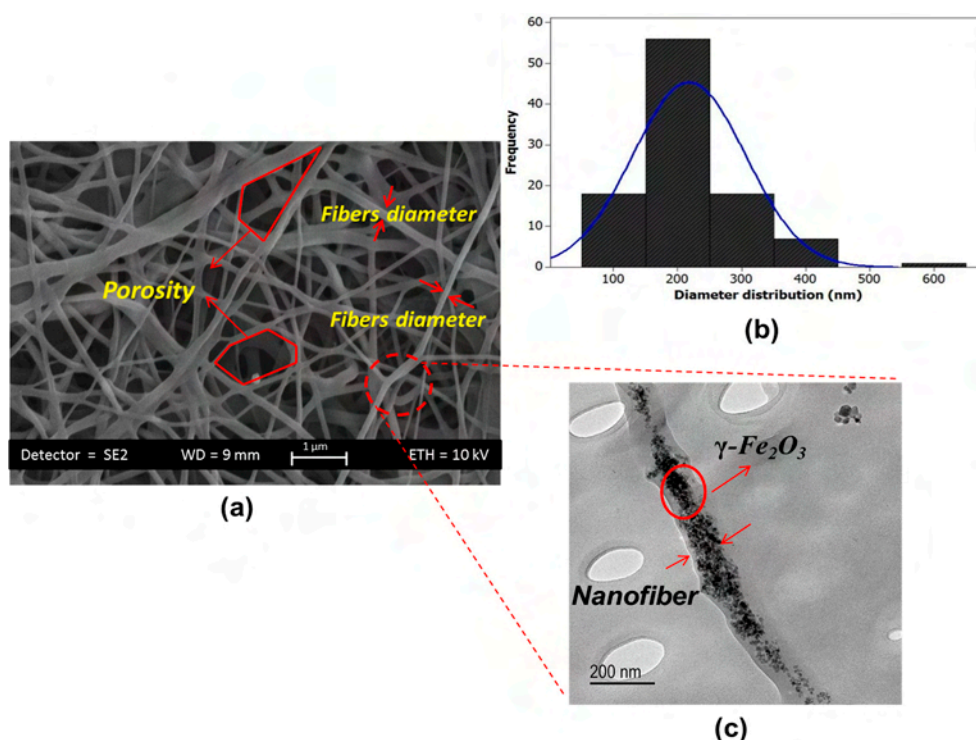 Fibers diameter
Porosity
Fibers diameter
Detector = SE2 WD = 9 mm 1 µm ETH = 10 kV
(a)
60
50
40
30
20
10
0
Frequency
100 200 300 400 500 600
Diameter distribution (nm)
(b)
γ-Fe₂O₃
Nanofiber
200 nm
(c)